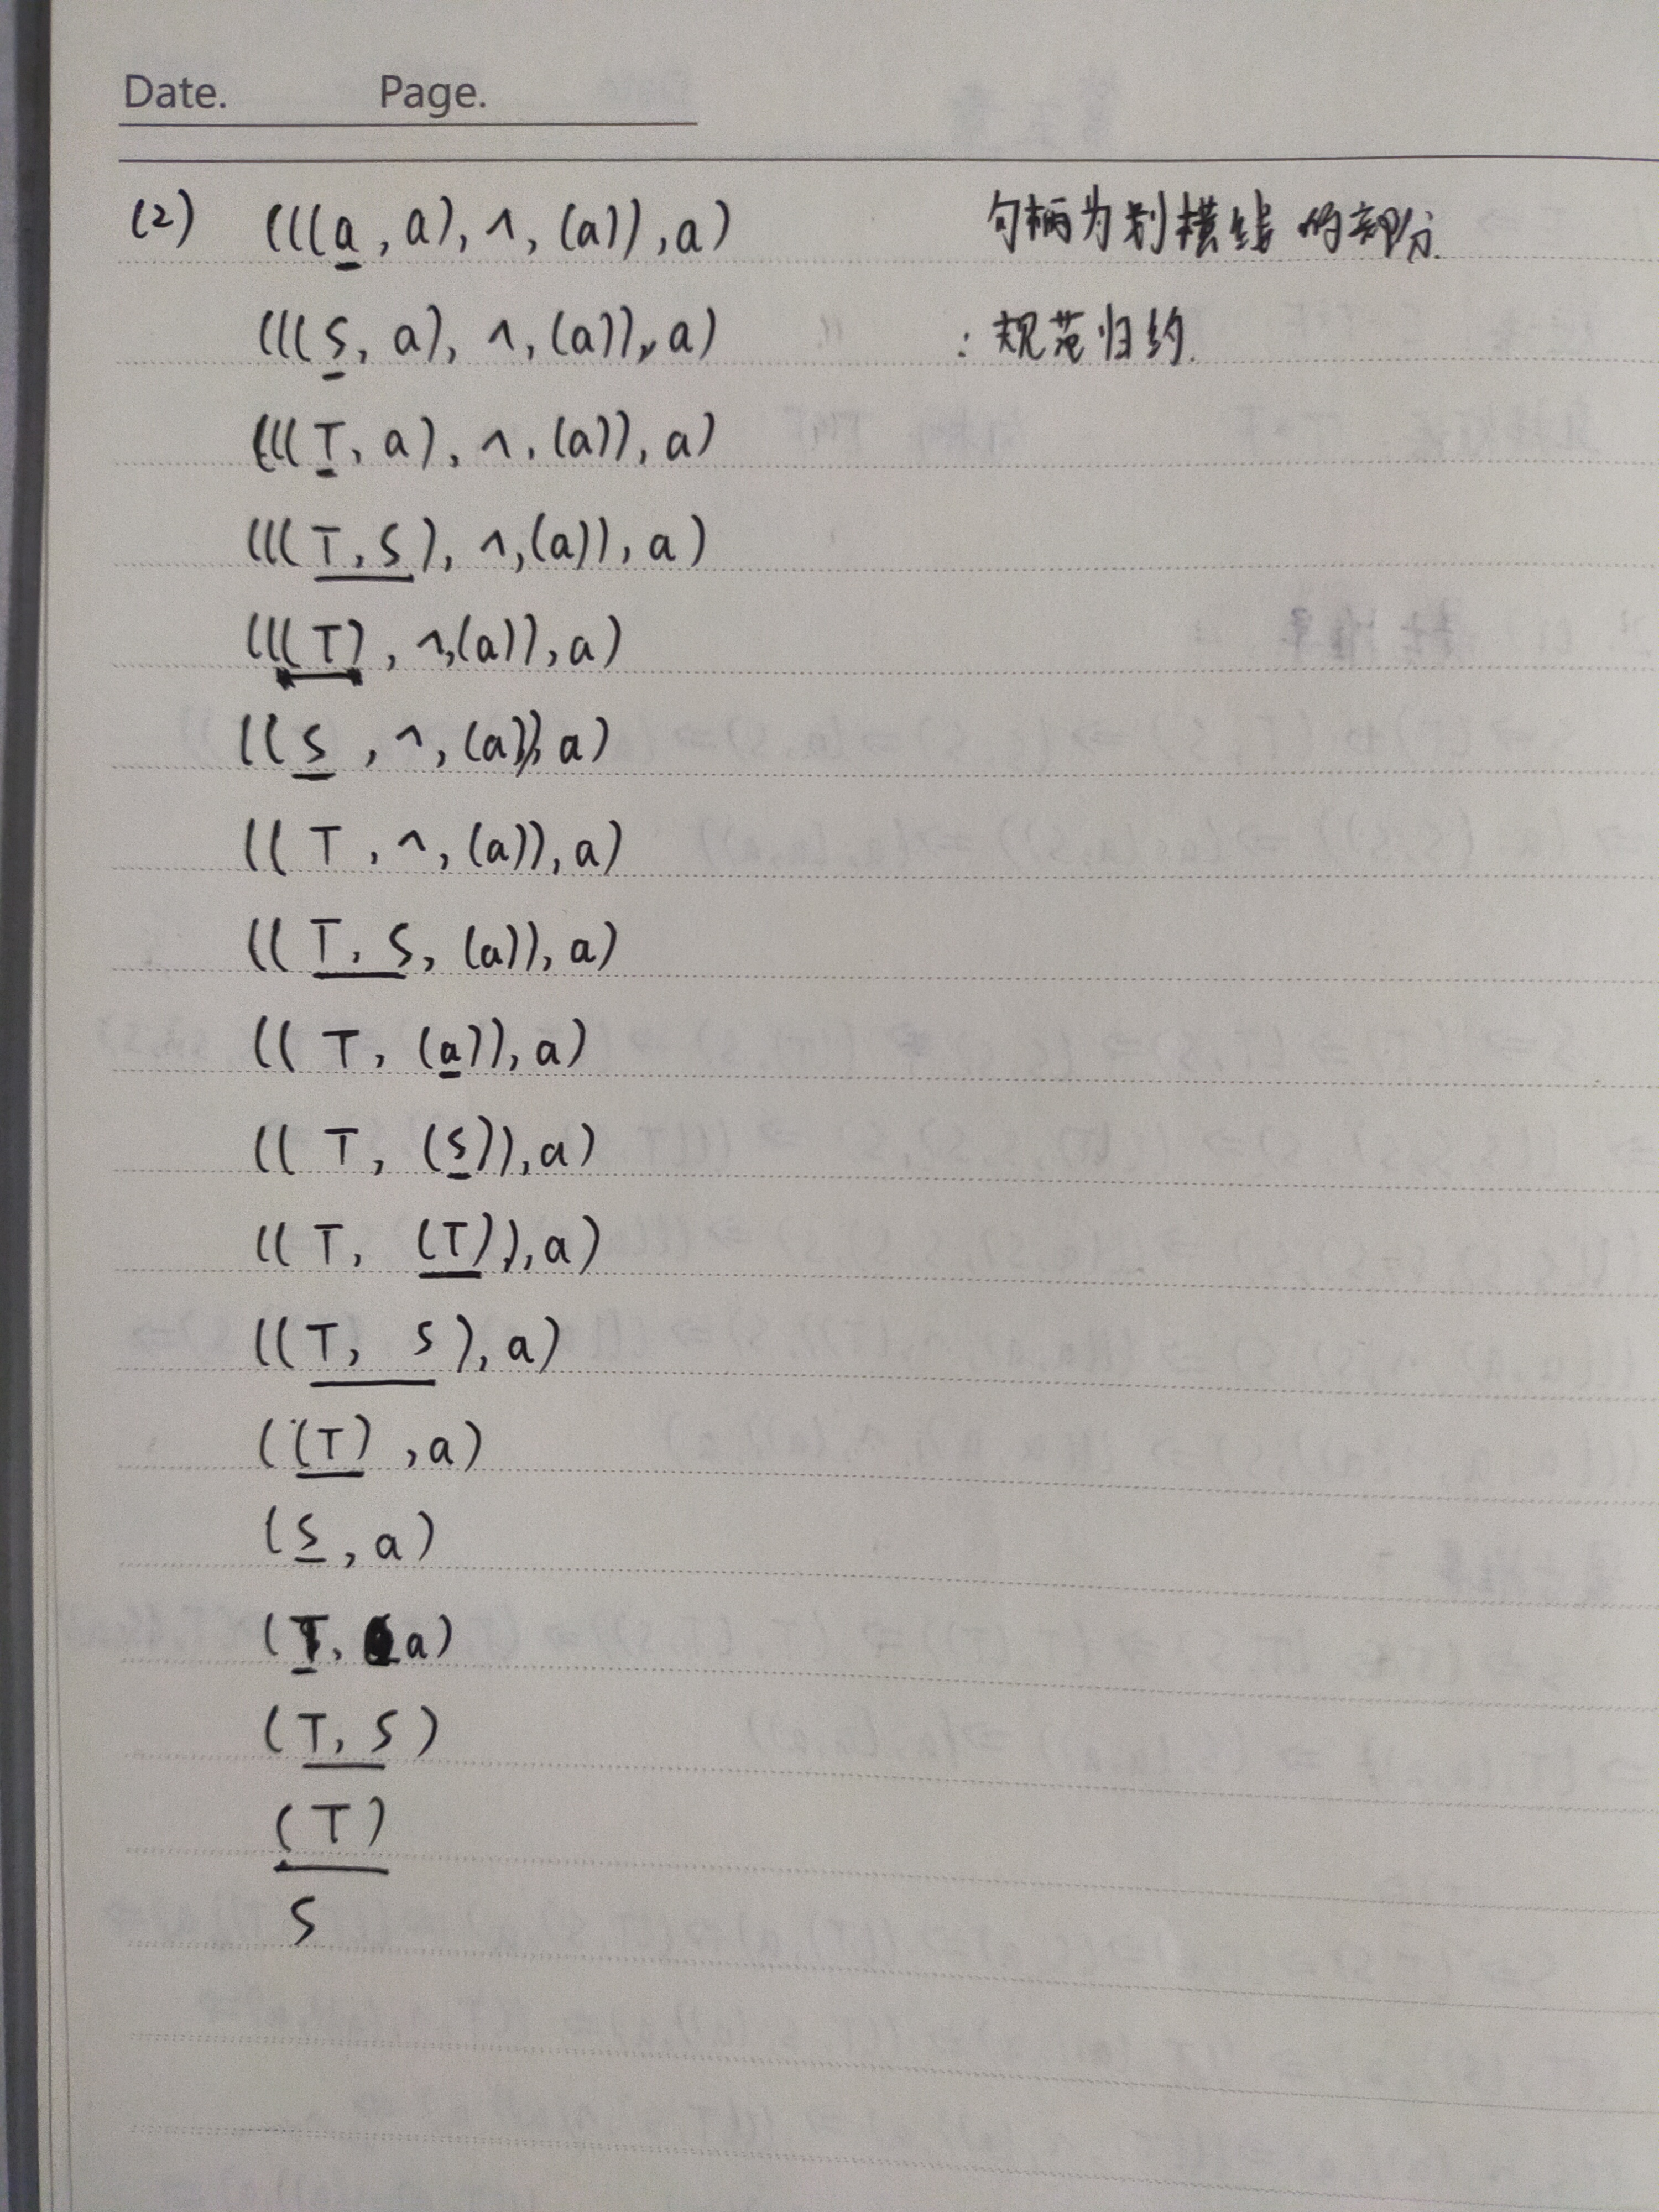 Date. Page.
(2) (((a, a), ∧, (a)), a) 句柄为划横线的部分.
(((S, a), ∧, (a)), a) : 规范归约.
(((T, a), ∧, (a)), a)
(((T, S), ∧, (a)), a)
(((T), ∧, (a)), a)
((S, ∧, (a)), a)
((T, ∧, (a)), a)
((T, S, (a)), a)
((T, (a)), a)
((T, (S)), a)
((T, (T)), a)
((T, S), a)
((T), a)
(S, a)
(T, a)
(T, S)
(T)
S